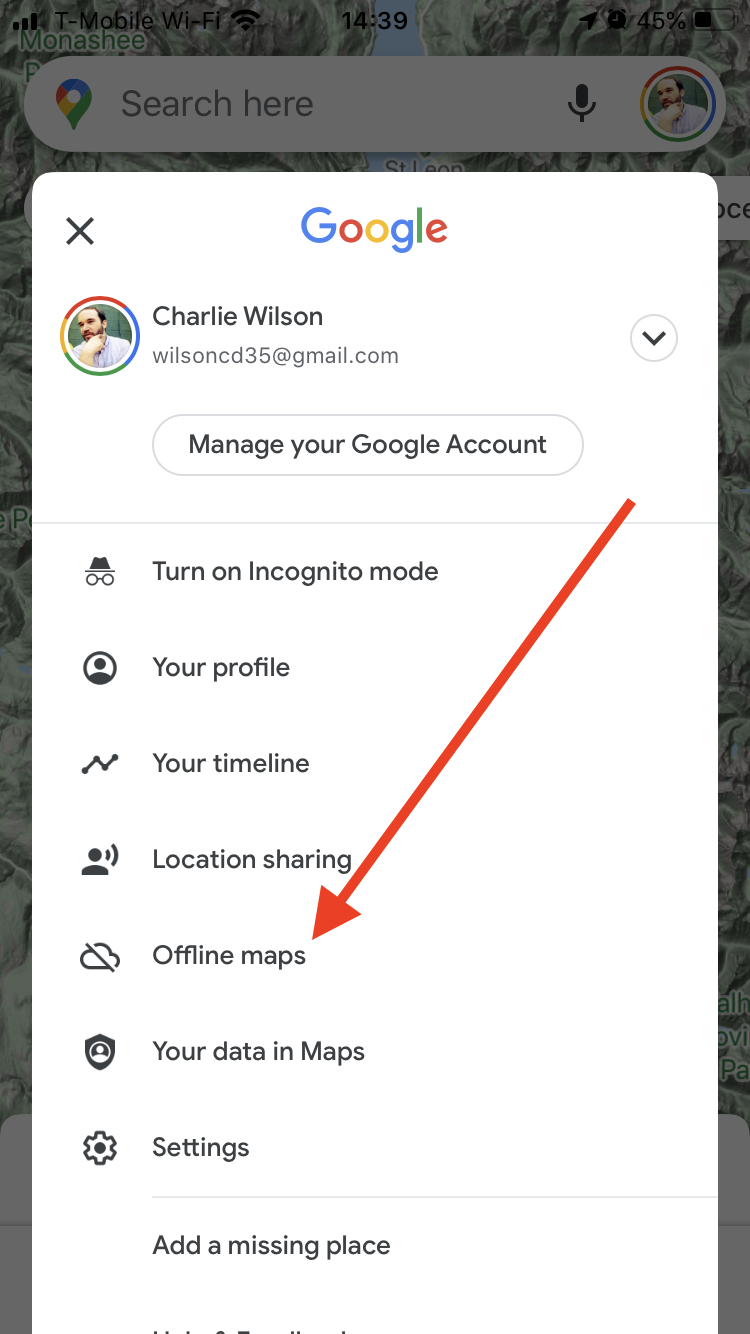 T-Mobile Wi-Fi 14:39 45%
Monashee
Search here
St Leon
Google
Charlie Wilson
wilsoncd35@gmail.com
Manage your Google Account
Turn on Incognito mode
Your profile
Your timeline
Location sharing
Offline maps
Your data in Maps
Settings
Add a missing place